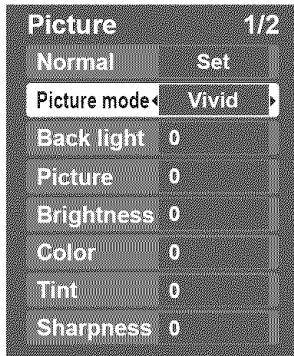 Picture 1/2
Normal Set
Picture mode Vivid
Back light 0
Picture 0
Brightness 0
Color 0
Tint 0
Sharpness 0